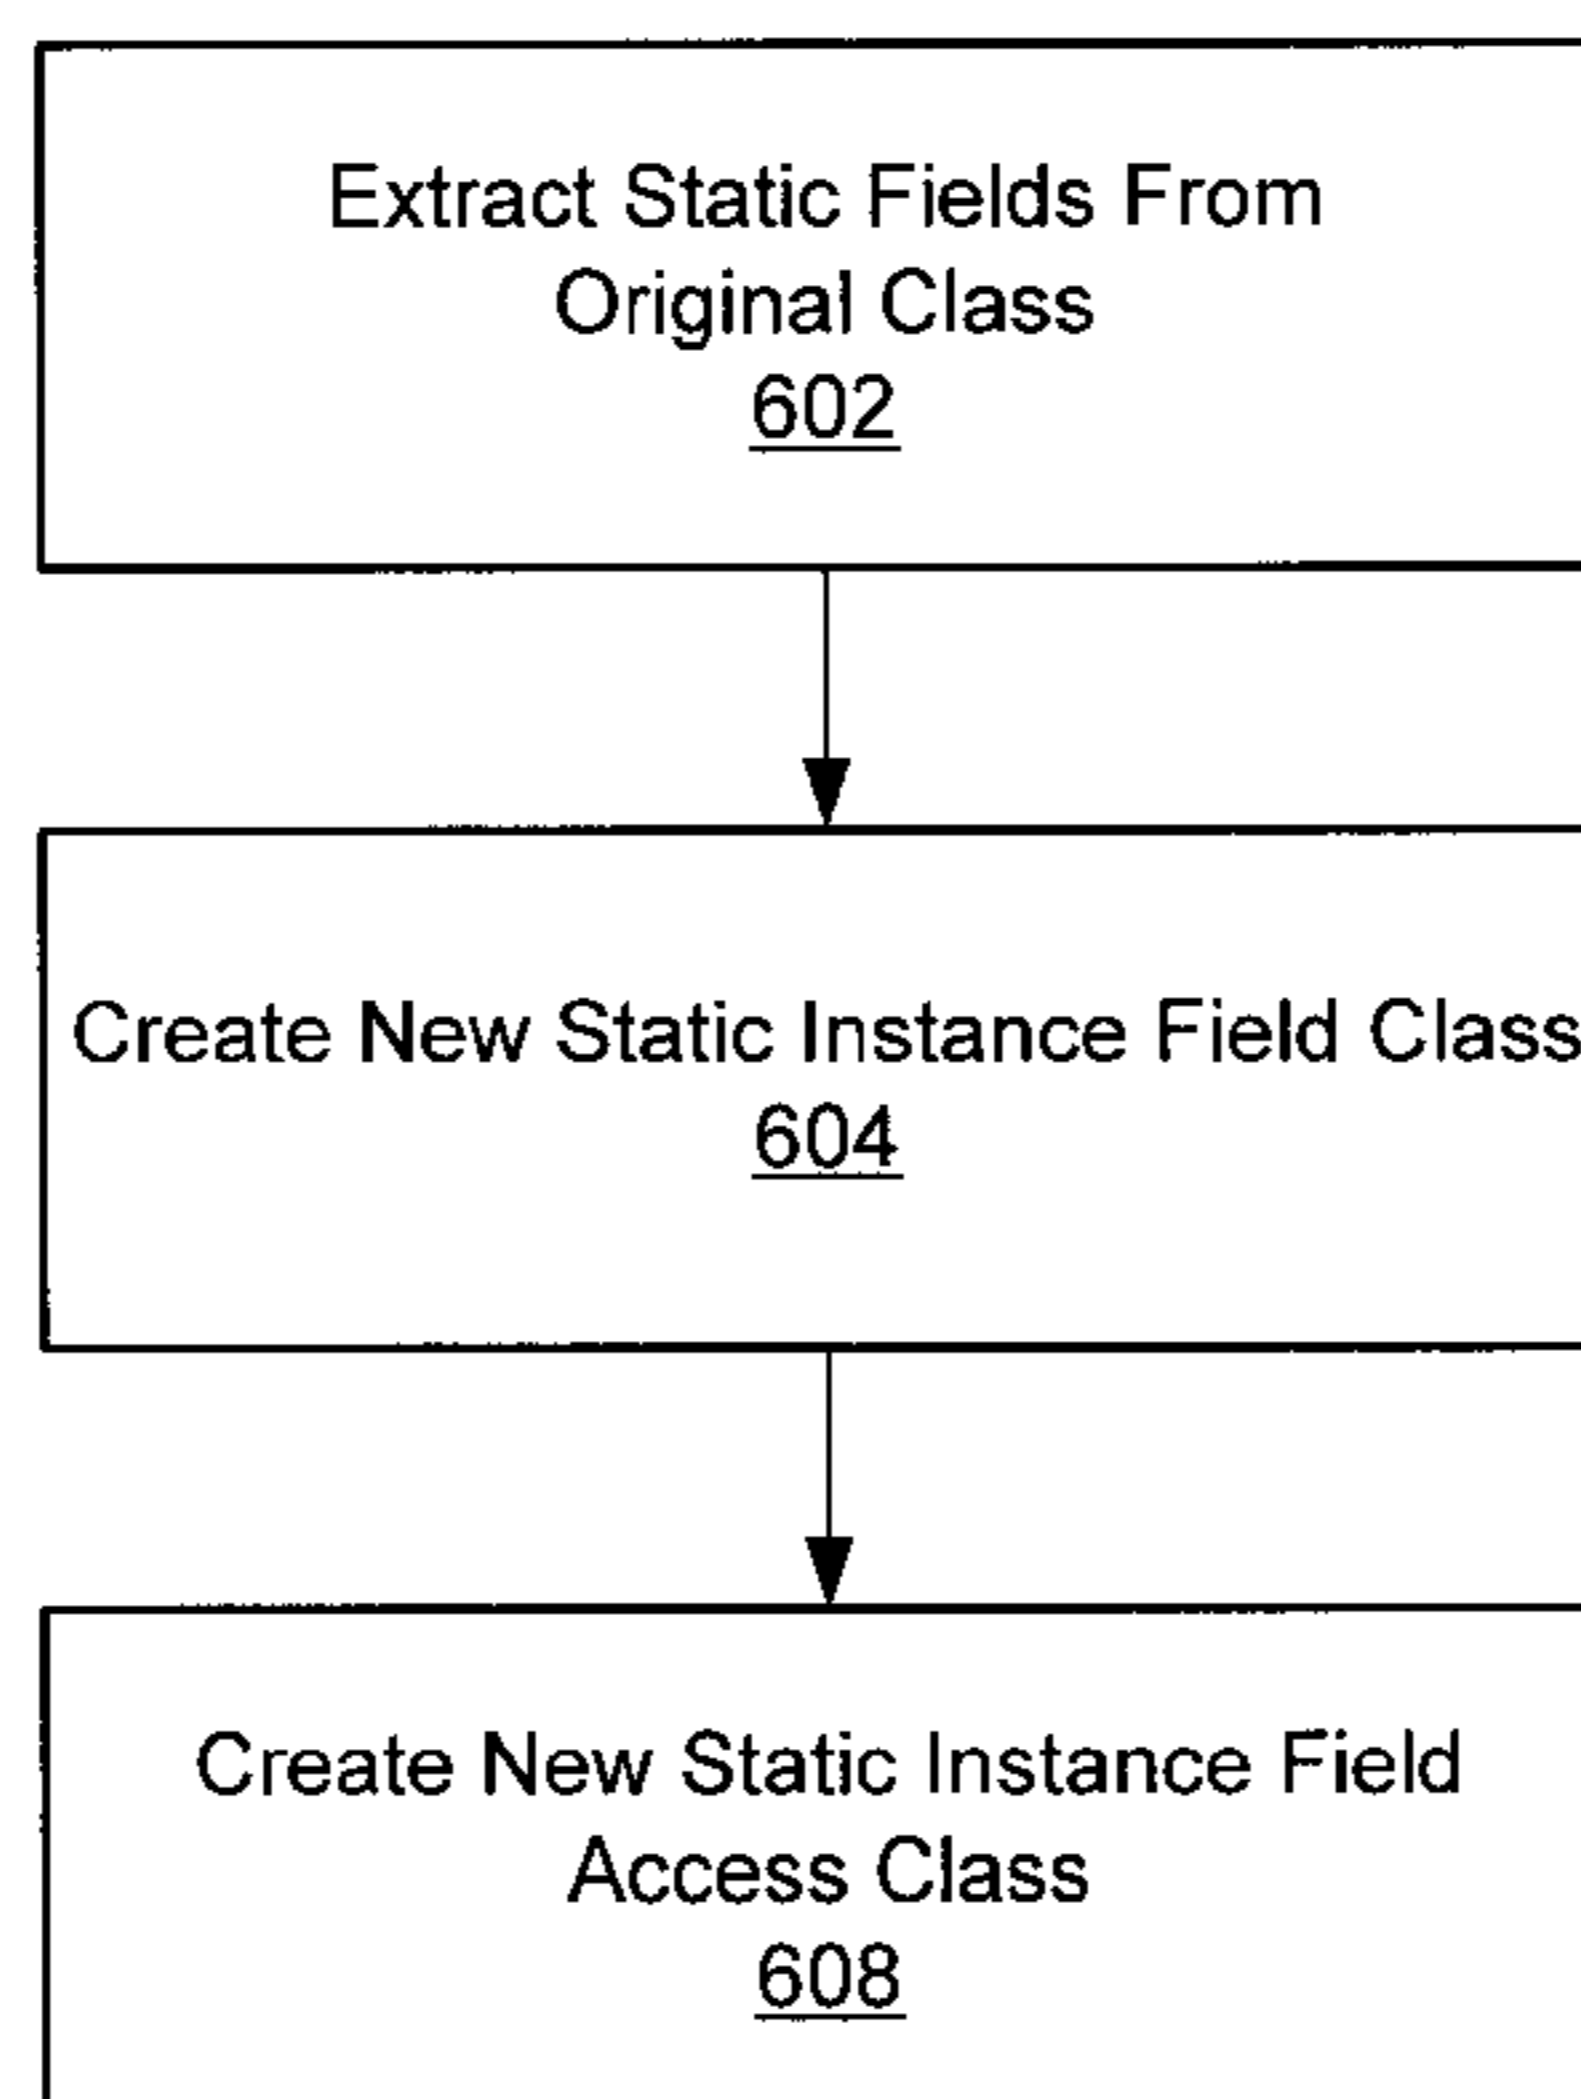 Extract Static Fields From
Original Class
602
Create New Static Instance Field Class
604
Create New Static Instance Field
Access Class
608